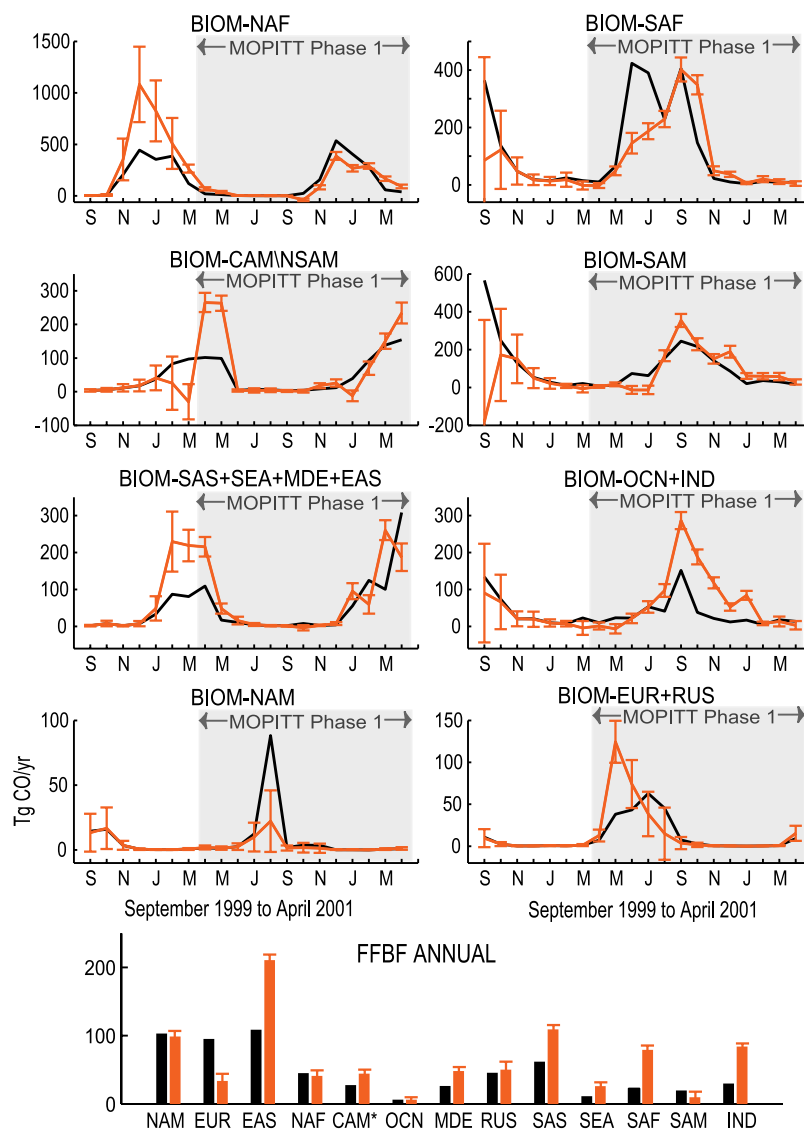 BIOM-NAF
MOPITT Phase 1
1500
1000
500
0
S N J M M J S N J M
BIOM-SAF
MOPITT Phase 1
400
200
0
S N J M M J S N J M
BIOM-CAM\NSAM
MOPITT Phase 1
300
200
100
0
-100
S N J M M J S N J M
BIOM-SAM
MOPITT Phase 1
600
400
200
0
-200
S N J M M J S N J M
BIOM-SAS+SEA+MDE+EAS
MOPITT Phase 1
300
200
100
0
S N J M M J S N J M
BIOM-OCN+IND
MOPITT Phase 1
300
200
100
0
S N J M M J S N J M
BIOM-NAM
MOPITT Phase 1
Tg CO/yr
100
50
0
S N J M M J S N J M
September 1999 to April 2001
BIOM-EUR+RUS
MOPITT Phase 1
150
100
50
0
S N J M M J S N J M
September 1999 to April 2001
FFBF ANNUAL
200
100
0
NAM EUR EAS NAF CAM* OCN MDE RUS SAS SEA SAF SAM IND